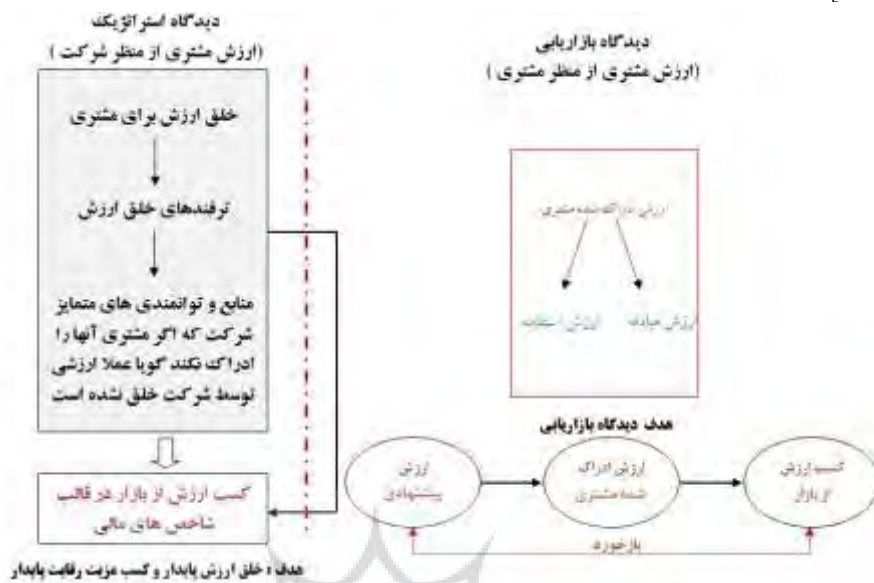 دیدگاه بازاریابی
(ارزش مشتری از منظر مشتری )
ارزش ادراک شده مشتری
ارزش مبادله
ارزش استفاده
هدف دیدگاه بازاریابی
کسب ارزش
از بازار
ارزش ادراک
شده مشتری
ارزش
پیشنهادی
بازخورد
دیدگاه استراتژیک
(ارزش مشتری از منظر شرکت )
خلق ارزش برای مشتری
ترفندهای خلق ارزش
منابع و توانمندی های متمایز
شرکت که اگر مشتری آنها را
ادراک نکند گویا عملا ارزشی
توسط شرکت خلق نشده است
کسب ارزش از بازار در قالب
شاخص های مالی
هدف : خلق ارزش پایدار و کسب مزیت رقابت پایدار